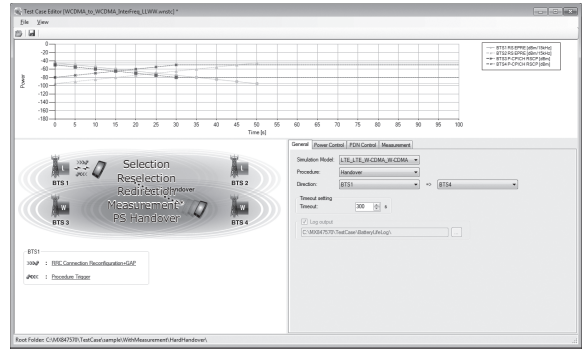 Test Case Editor [WCDMA_to_WCDMA_InterFreq_LLWW.wnstc] *
File View
0
-20
-40
-60
-80
-100
-120
-140
-160
-180
Power
0 5 10 15 20 25 30 35 40 45 50 55 60 65 70 75 80 85 90 95 100
Time [s]
BTS1 RS EPRE [dBm/15kHz]
BTS2 RS EPRE [dBm/15kHz]
BTS3 P-CPICH RSCP [dBm]
BTS4 P-CPICH RSCP [dBm]
L
BTS 1
L
BTS 2
W
BTS 3
W
BTS 4
Selection
Reselection
Redirection
Handover
Measurement
PS Handover
BTS1
: RRC Connection Reconfiguration+GAP
: Procedure Trigger
General Power Control PDN Control Measurement
Simulation Model: LTE_LTE_W-CDMA_W-CDMA
Procedure: Handover
Direction: BTS1 => BTS4
Timeout setting
Timeout: 300 s
Log output
C:\MX847570\TestCase\BatteryLifeLog\ ...
Root Folder: C:\MX847570\TestCase\sample\WithMeasurement\HardHandover\